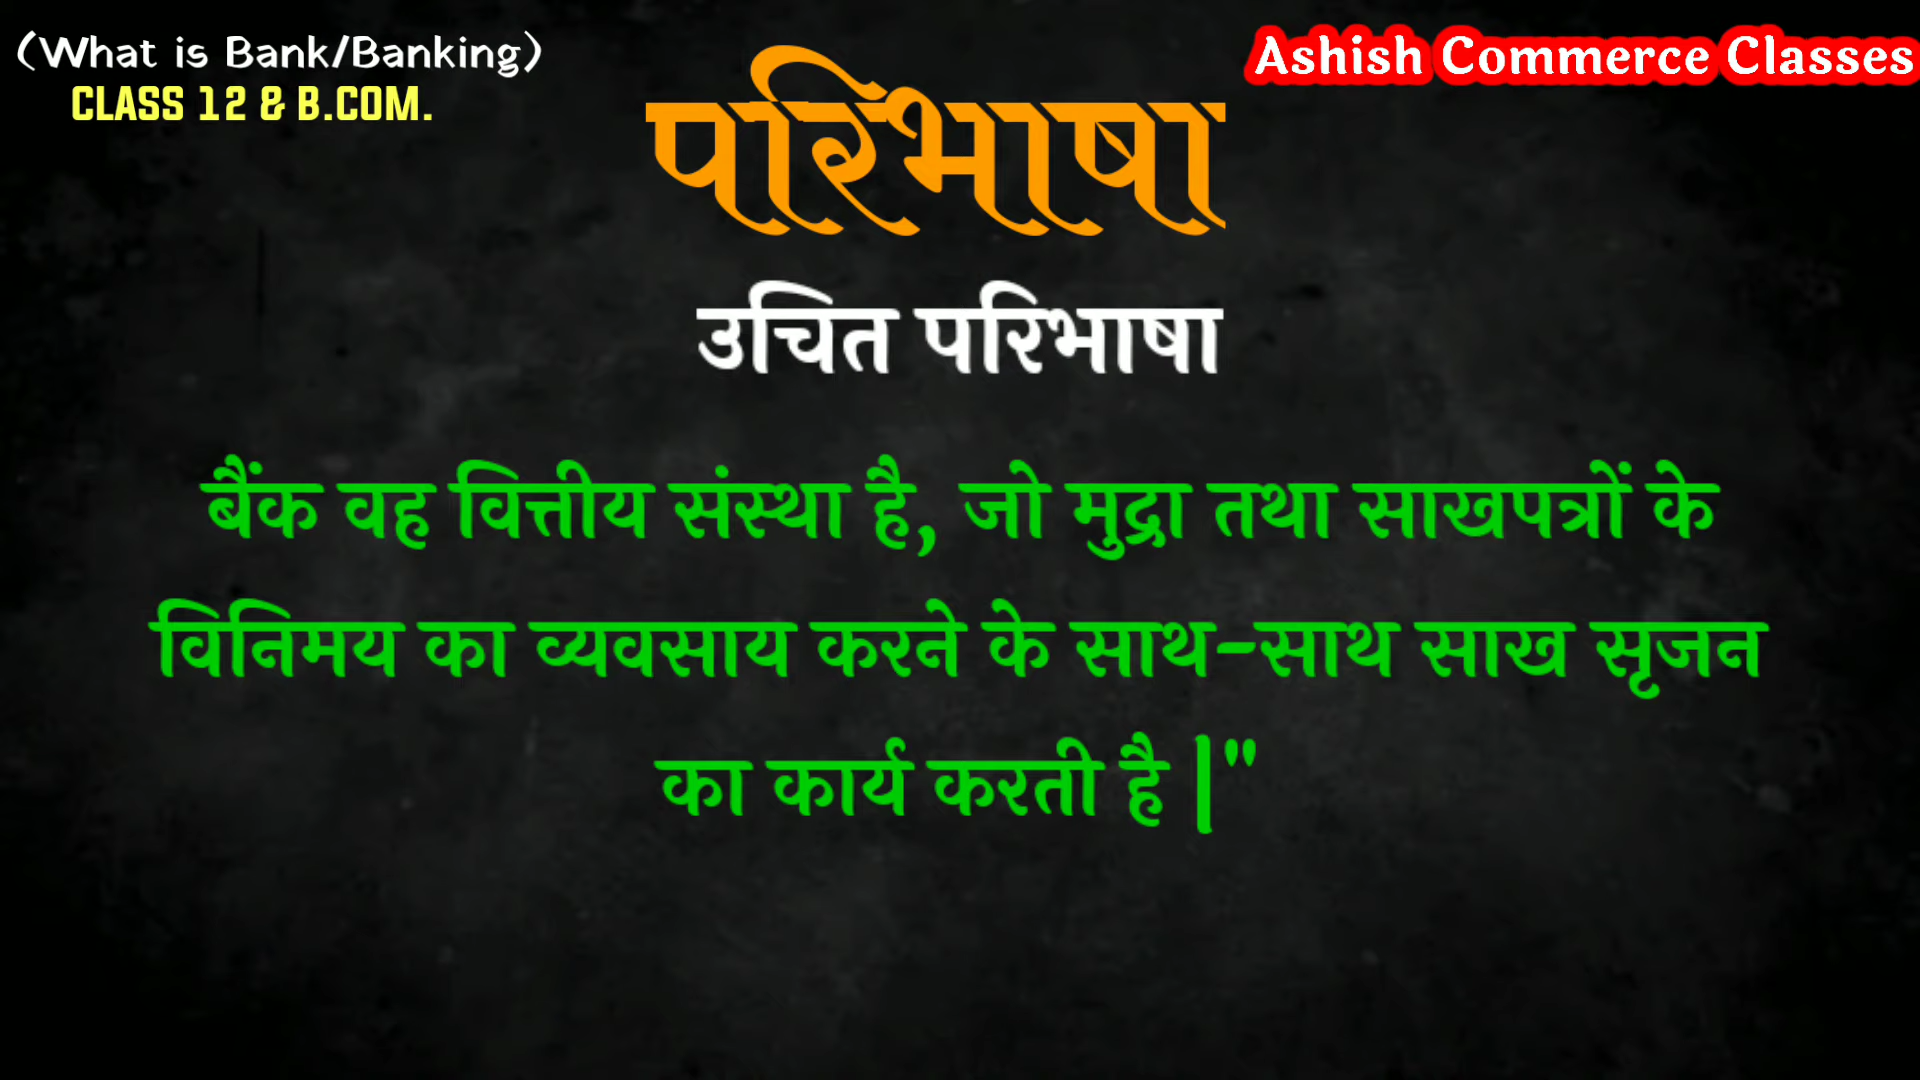 (What is Bank/Banking)
CLASS 12 & B.COM.
Ashish Commerce Classes
परिभाषा
उचित परिभाषा
बैंक वह वित्तीय संस्था है, जो मुद्रा तथा साखपत्रों के
विनिमय का व्यवसाय करने के साथ-साथ साख सृजन
का कार्य करती है |"